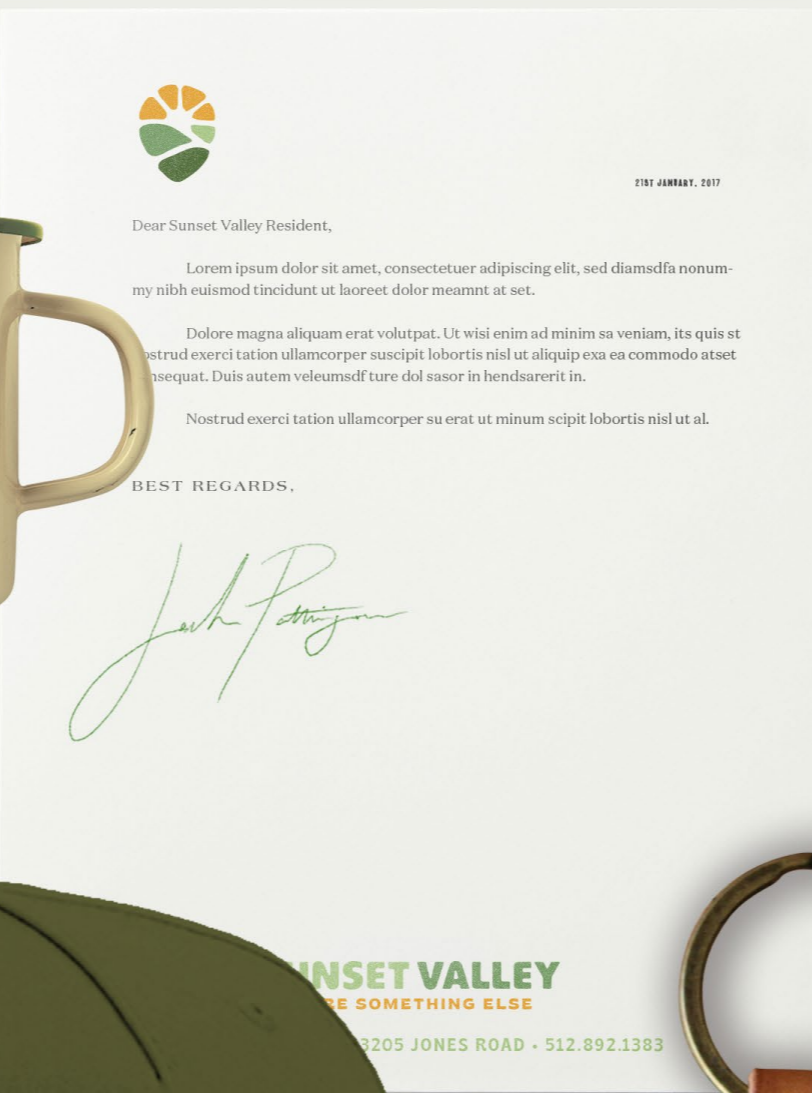 21ST JANUARY, 2017
Dear Sunset Valley Resident,
Lorem ipsum dolor sit amet, consectetuer adipiscing elit, sed diamsdfa nonum-
my nibh euismod tincidunt ut laoreet dolor meamnt at set.
Dolore magna aliquam erat volutpat. Ut wisi enim ad minim sa veniam, its quis st
ostrud exerci tation ullamcorper suscipit lobortis nisl ut aliquip exa ea commodo atset
nsequat. Duis autem veleumsdf ture dol sasor in hendsarerit in.
Nostrud exerci tation ullamcorper su erat ut minum scipit lobortis nisl ut al.
BEST REGARDS,
UNSET VALLEY
RE SOMETHING ELSE
3205 JONES ROAD • 512.892.1383